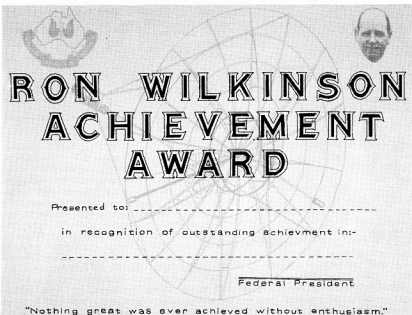 RON WILKINSON
ACHIEVEMENT
AWARD
Presented to:
in recognition of outstanding achievment in:-
Federal President
"Nothing great was ever achieved without enthusiasm."